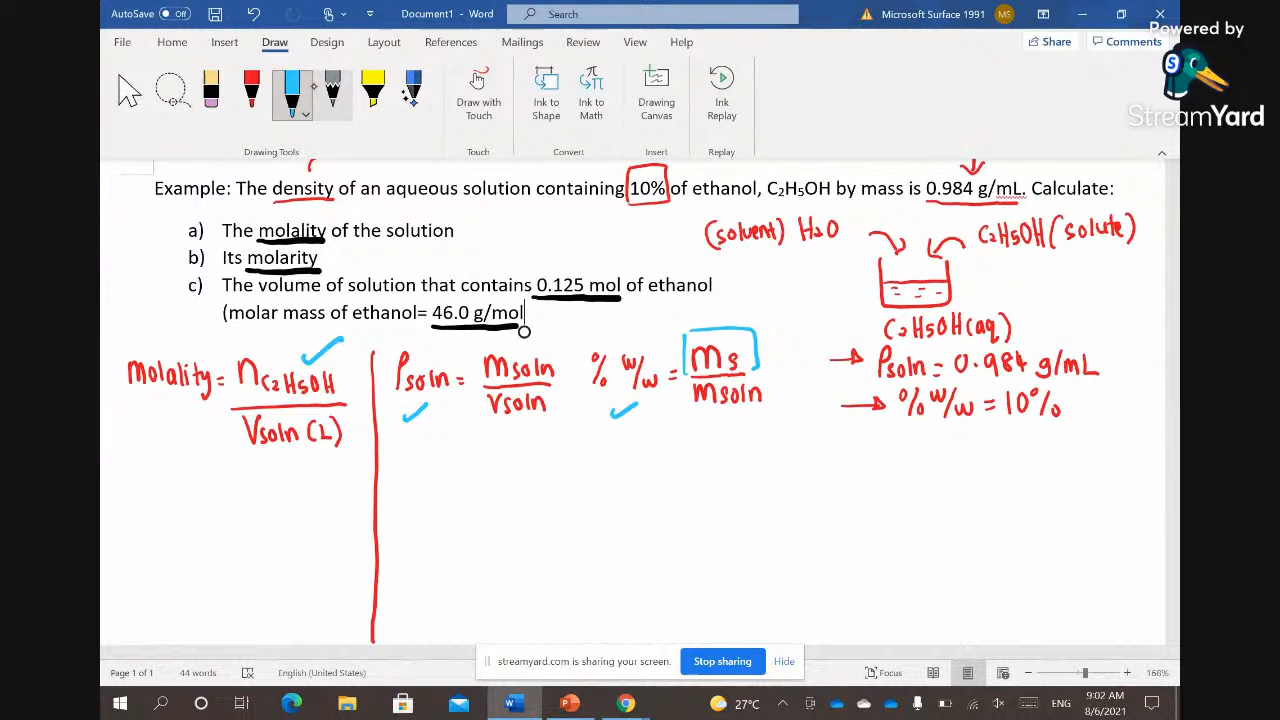 AutoSave Off Document1 - Word Search Microsoft Surface 1991 MS
Powered by
StreamYard
File Home Insert Draw Design Layout References Mailings Review View Help Share Comments
Draw with Touch Ink to Shape Ink to Math Drawing Canvas Ink Replay
Drawing Tools Touch Convert Insert Replay
Example: The density of an aqueous solution containing 10% of ethanol, C2H5OH by mass is 0.984 g/mL. Calculate:
a) The molality of the solution
b) Its molarity
c) The volume of solution that contains 0.125 mol of ethanol
(molar mass of ethanol= 46.0 g/mol
(solvent) H2O C2H5OH (solute)
C2H5OH(aq)
Molality = nC2H5OH / Vsoln (L)
ρsoln = msoln / vsoln
% w/w = ms / msoln
ρsoln = 0.984 g/mL
% w/w = 10%
streamyard.com is sharing your screen. Stop sharing Hide
Page 1 of 1 44 words English (United States) Focus 168%
27°C ENG 9:02 AM
8/6/2021